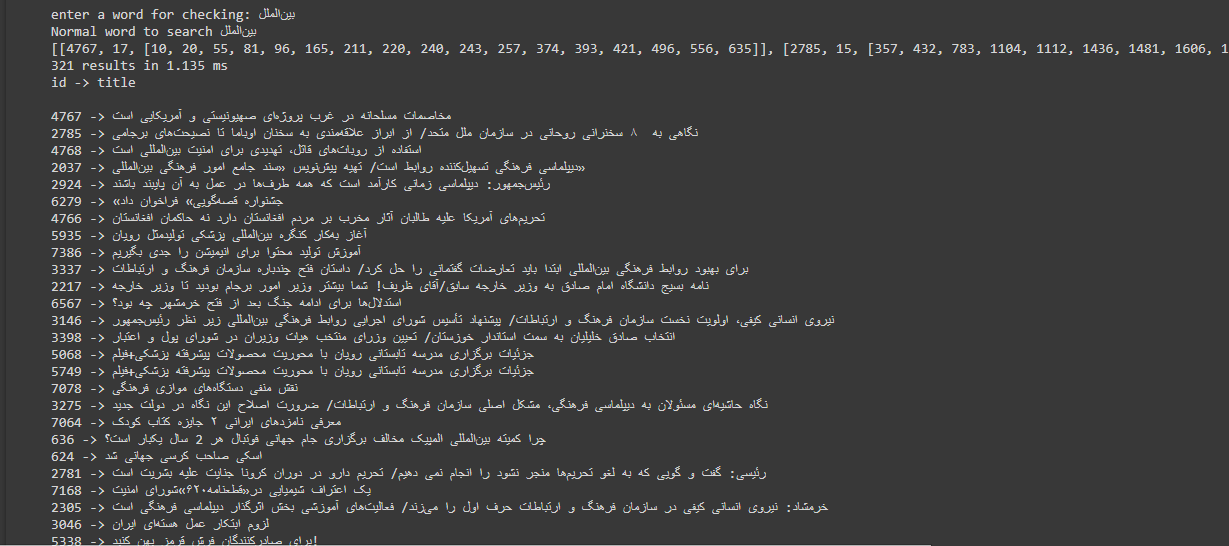 enter a word for checking: بین‌الملل
Normal word to search بین‌الملل
[[4767, 17, [10, 20, 55, 81, 96, 165, 211, 220, 240, 243, 257, 374, 393, 421, 496, 556, 635]], [2785, 15, [357, 432, 783, 1104, 1112, 1436, 1481, 1606, 1
321 results in 1.135 ms
id -> title
4767 -> مخاصمات مسلحانه در غرب پروژه‌ای صهیونیستی و آمریکایی است
2785 -> نگاهی به ۸ سخنرانی روحانی در سازمان ملل متحد/ از ابراز علاقه‌مندی به سخنان اوباما تا نصیحت‌های برجامی
4768 -> استفاده از روبات‌های قاتل، تهدیدی برای امنیت بین‌المللی است
2037 -> دیپلماسی فرهنگی تسهیل‌کننده روابط است/ تهیه پیش‌نویس «سند جامع امور فرهنگی بین‌المللی»
2924 -> رئیس‌جمهور: دیپلماسی زمانی کارآمد است که همه طرف‌ها در عمل به آن پایبند باشند
6279 -> «جشنواره قصه‌گویی» فراخوان داد
4766 -> تحریم‌های آمریکا علیه طالبان آثار مخرب بر مردم افغانستان دارد نه حاکمان افغانستان
5935 -> آغاز به‌کار کنگره بین‌المللی پزشکی تولیدمثل رویان
7386 -> آموزش تولید محتوا برای انیمیشن را جدی بگیریم
3337 -> برای بهبود روابط فرهنگی بین‌المللی ابتدا باید تعارضات گفتمانی را حل کرد/ داستان فتح چندباره سازمان فرهنگ و ارتباطات
2217 -> نامه بسیج دانشگاه امام صادق به وزیر خارجه سابق/آقای ظریف! شما بیشتر وزیر امور برجام بودید تا وزیر خارجه
6567 -> استدلال‌ها برای ادامه جنگ بعد از فتح خرمشهر چه بود؟
3146 -> نیروی انسانی کیفی، اولویت نخست سازمان فرهنگ و ارتباطات/ پیشنهاد تأسیس شورای اجرایی روابط فرهنگی بین‌المللی زیر نظر رئیس‌جمهور
3398 -> انتخاب صادق خلیلیان به سمت استاندار خوزستان/ تعیین وزرای منتخب هیات وزیران در شورای پول و اعتبار
5068 -> جزئیات برگزاری مدرسه تابستانی رویان با محوریت محصولات پیشرفته پزشکی+فیلم
5749 -> جزئیات برگزاری مدرسه تابستانی رویان با محوریت محصولات پیشرفته پزشکی+فیلم
7078 -> نقش منفی دستگاه‌های موازی فرهنگی
3275 -> نگاه حاشیه‌ای مسئولان به دیپلماسی فرهنگی، مشکل اصلی سازمان فرهنگ و ارتباطات/ ضرورت اصلاح این نگاه در دولت جدید
7064 -> معرفی نامزدهای ایرانی ۲ جایزه کتاب کودک
636 -> چرا کمیته بین‌المللی المپیک مخالف برگزاری جام جهانی فوتبال هر 2 سال یکبار است؟
624 -> اسکی صاحب کرسی جهانی شد
2781 -> رئیسی: گفت و گویی که به لغو تحریم‌ها منجر نشود را انجام نمی دهیم/ تحریم دارو در دوران کرونا جنایت علیه بشریت است
7168 -> یک اعتراف شیمیایی در«قطعنامه۶۲۰»شورای امنیت
2305 -> خرمشاد: نیروی انسانی کیفی در سازمان فرهنگ و ارتباطات حرف اول را می‌زند/ فعالیت‌های آموزشی بخش اثرگذار دیپلماسی فرهنگی است
3046 -> لزوم ابتکار عمل هسته‌ای ایران
5338 -> برای صادرکنندگان فرش قرمز پهن کنید!